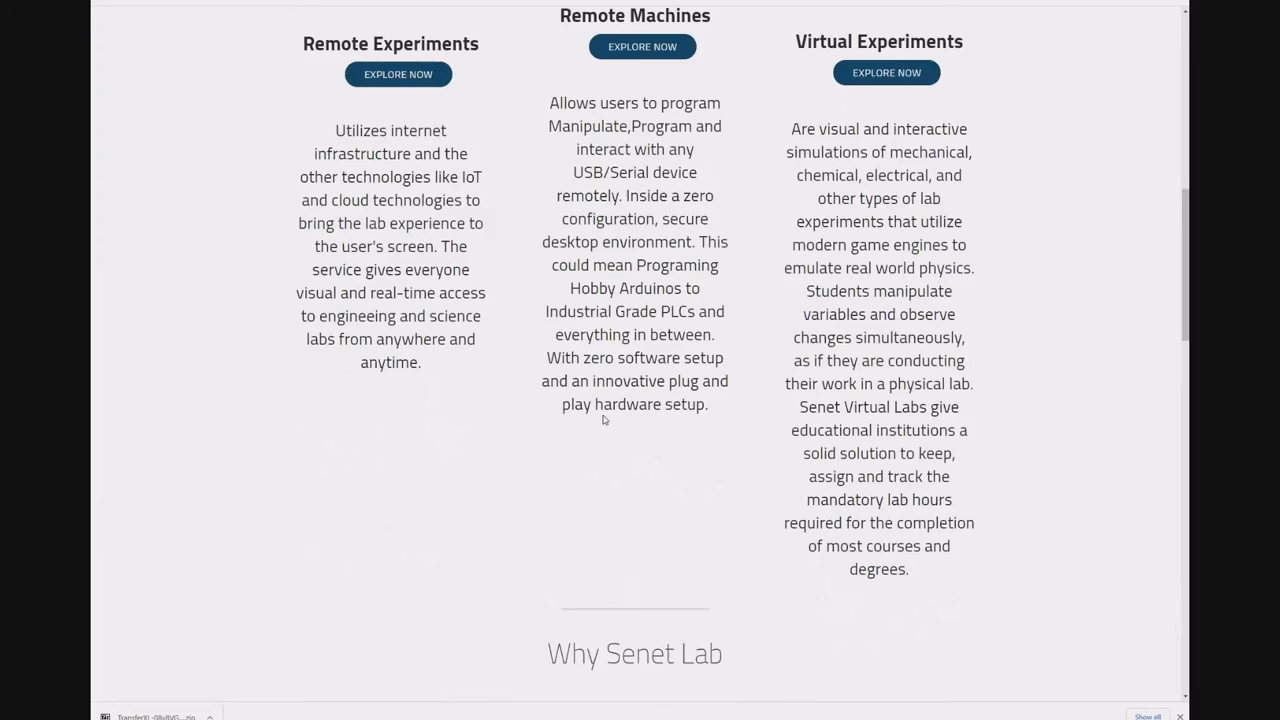 Remote Experiments
EXPLORE NOW
Utilizes internet
infrastructure and the
other technologies like IoT
and cloud technologies to
bring the lab experience to
the user's screen. The
service gives everyone
visual and real-time access
to engineeing and science
labs from anywhere and
anytime.
Remote Machines
EXPLORE NOW
Allows users to program
Manipulate,Program and
interact with any
USB/Serial device
remotely. Inside a zero
configuration, secure
desktop environment. This
could mean Programing
Hobby Arduinos to
Industrial Grade PLCs and
everything in between.
With zero software setup
and an innovative plug and
play hardware setup.
Virtual Experiments
EXPLORE NOW
Are visual and interactive
simulations of mechanical,
chemical, electrical, and
other types of lab
experiments that utilize
modern game engines to
emulate real world physics.
Students manipulate
variables and observe
changes simultaneously,
as if they are conducting
their work in a physical lab.
Senet Virtual Labs give
educational institutions a
solid solution to keep,
assign and track the
mandatory lab hours
required for the completion
of most courses and
degrees.
Why Senet Lab
Show all